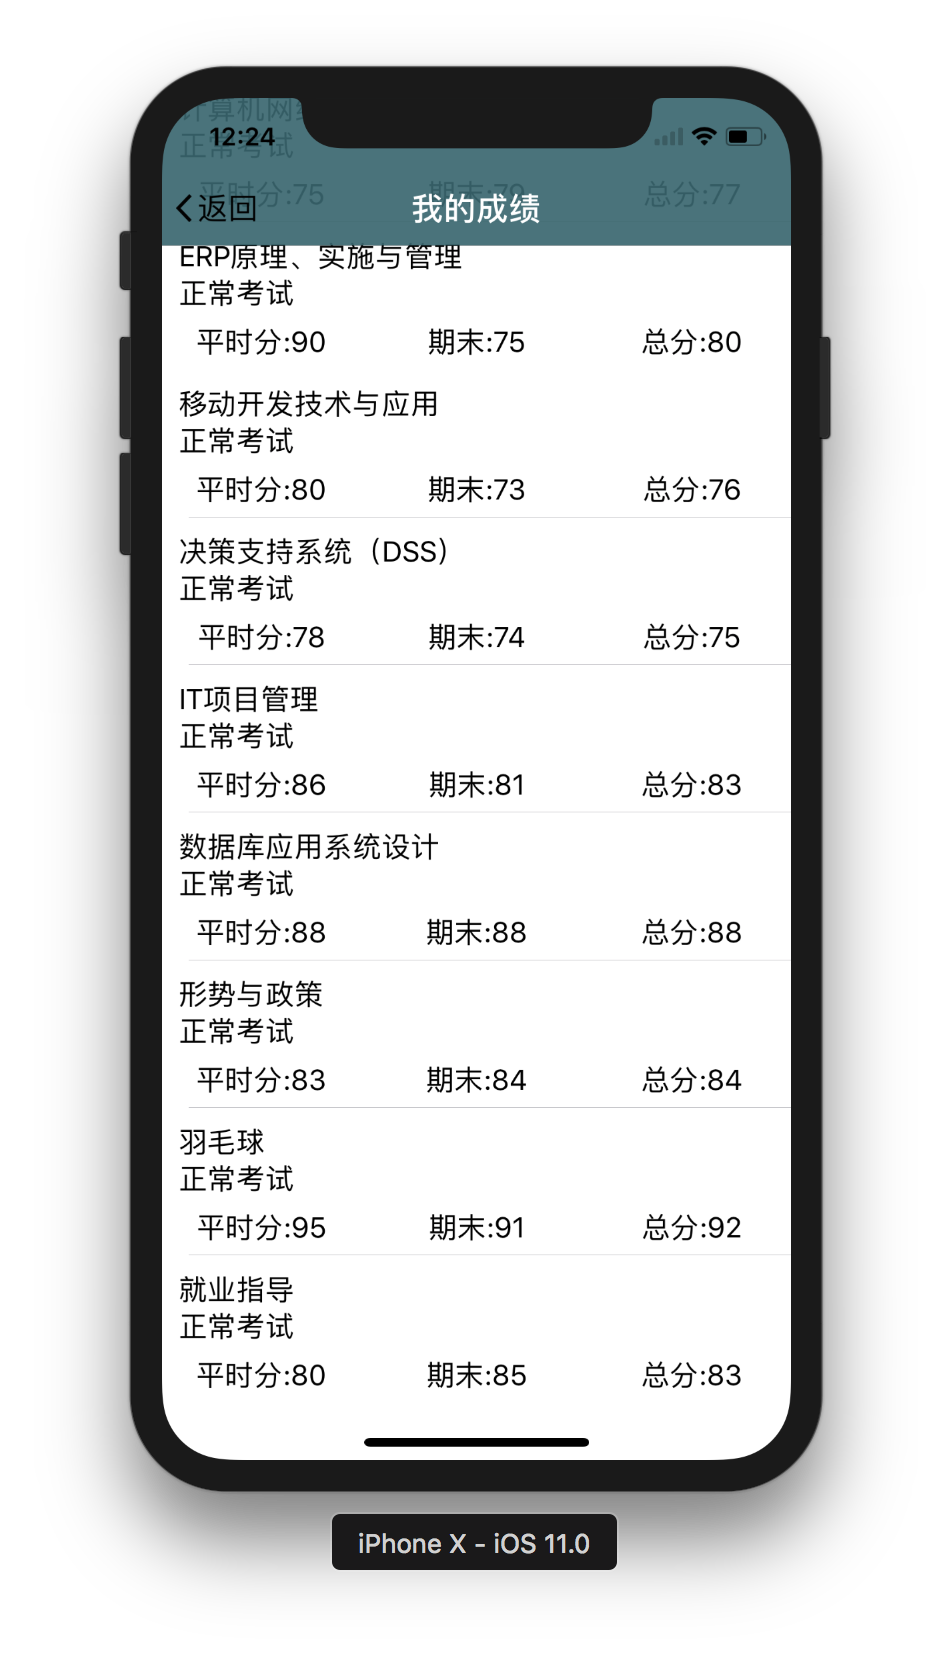 计算机网络
12:24
正常考试
平时分:75 期末:79 总分:77
返回 我的成绩
ERP原理、实施与管理
正常考试
平时分:90 期末:75 总分:80
移动开发技术与应用
正常考试
平时分:80 期末:73 总分:76
决策支持系统（DSS）
正常考试
平时分:78 期末:74 总分:75
IT项目管理
正常考试
平时分:86 期末:81 总分:83
数据库应用系统设计
正常考试
平时分:88 期末:88 总分:88
形势与政策
正常考试
平时分:83 期末:84 总分:84
羽毛球
正常考试
平时分:95 期末:91 总分:92
就业指导
正常考试
平时分:80 期末:85 总分:83
iPhone X - iOS 11.0